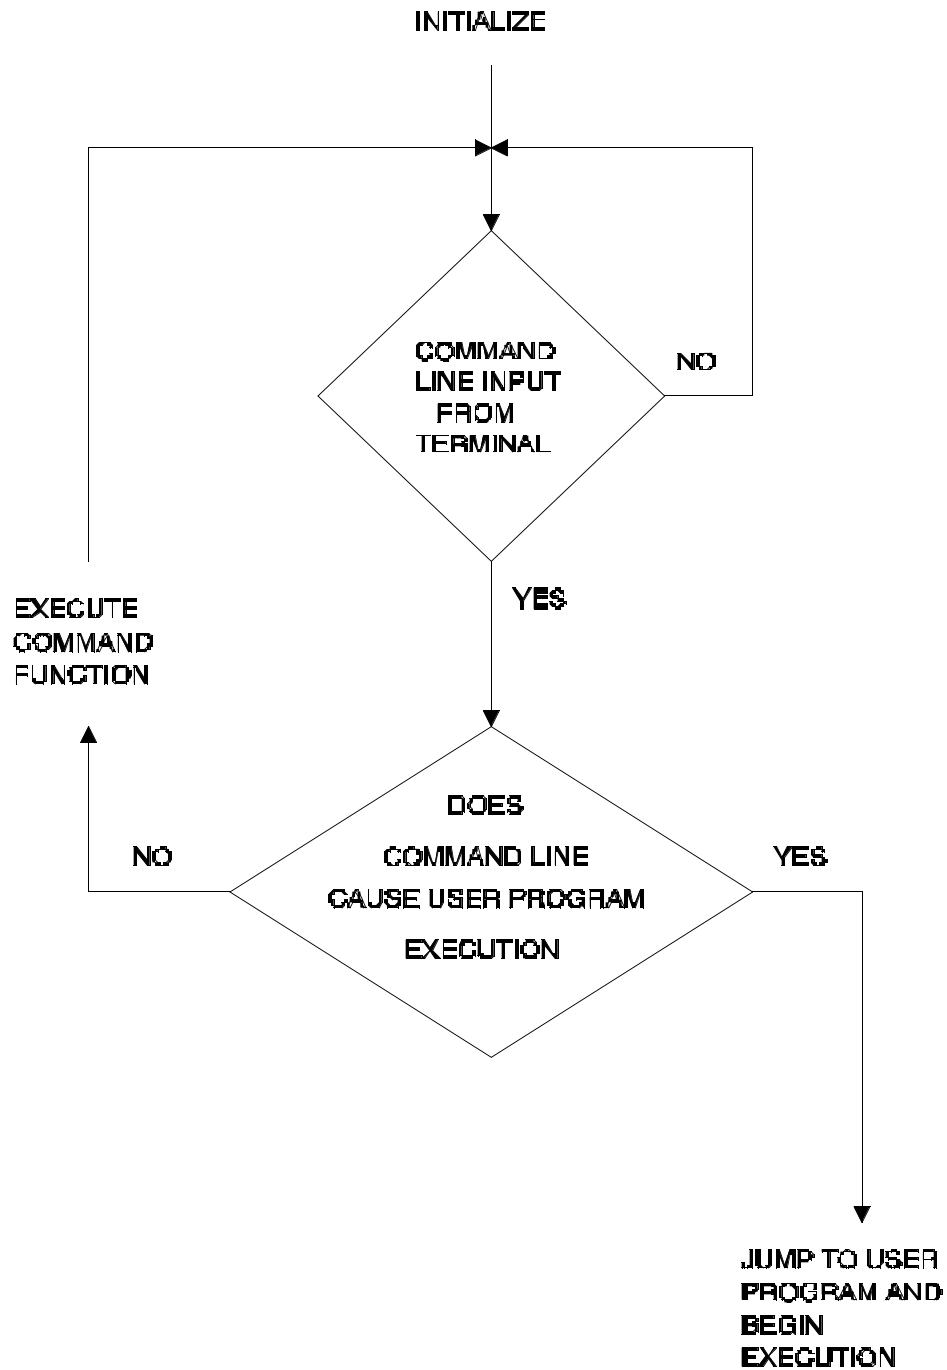 INITIALIZE
COMMAND
LINE INPUT
FROM
TERMINAL
NO
YES
EXECUTE
COMMAND
FUNCTION
DOES
COMMAND LINE
CAUSE USER PROGRAM
EXECUTION
NO
YES
JUMP TO USER
PROGRAM AND
BEGIN
EXECUTION